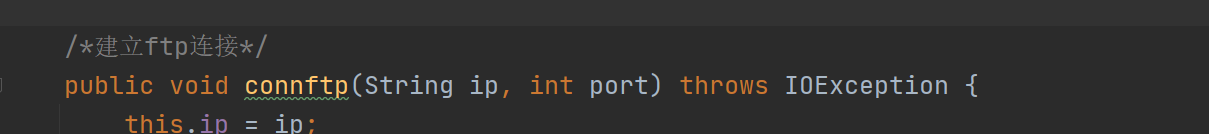 /*建立ftp连接*/
public void connftp(String ip, int port) throws IOException {
this.ip = ip;